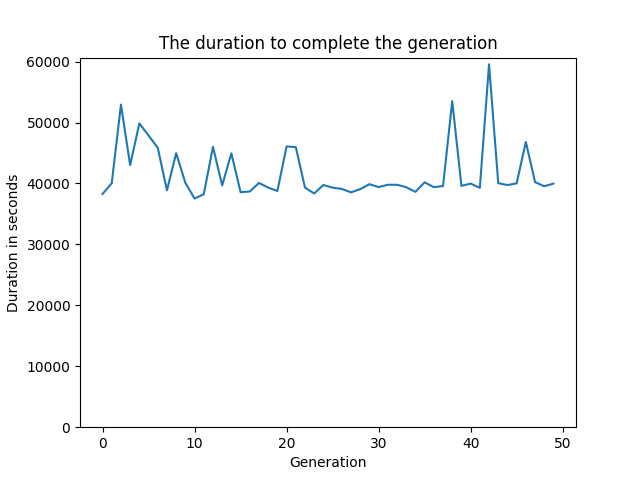 The duration to complete the generation
Duration in seconds
60000
50000
40000
30000
20000
10000
0
0 10 20 30 40 50
Generation